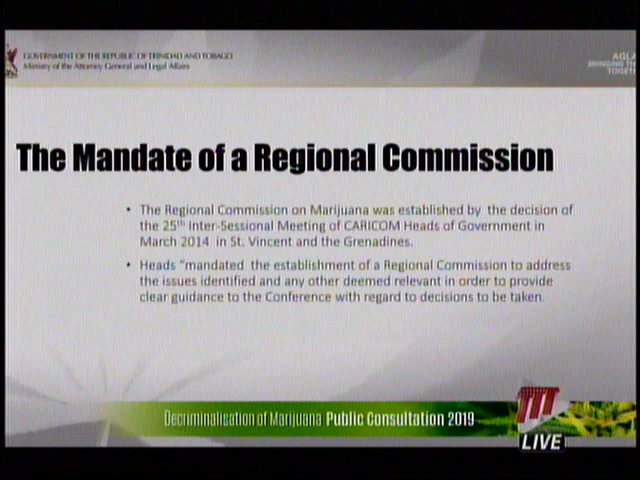 GOVERNMENT OF THE REPUBLIC OF TRINIDAD AND TOBAGO
Ministry of the Attorney General and Legal Affairs
AGLA
BRINGING
TOGET
The Mandate of a Regional Commission
• The Regional Commission on Marijuana was established by the decision of
the 25th Inter-Sessional Meeting of CARICOM Heads of Government in
March 2014 in St. Vincent and the Grenadines.
• Heads “mandated the establishment of a Regional Commission to address
the issues identified and any other deemed relevant in order to provide
clear guidance to the Conference with regard to decisions to be taken.
Decriminalisation of Marijuana Public Consultation 2019
LIVE